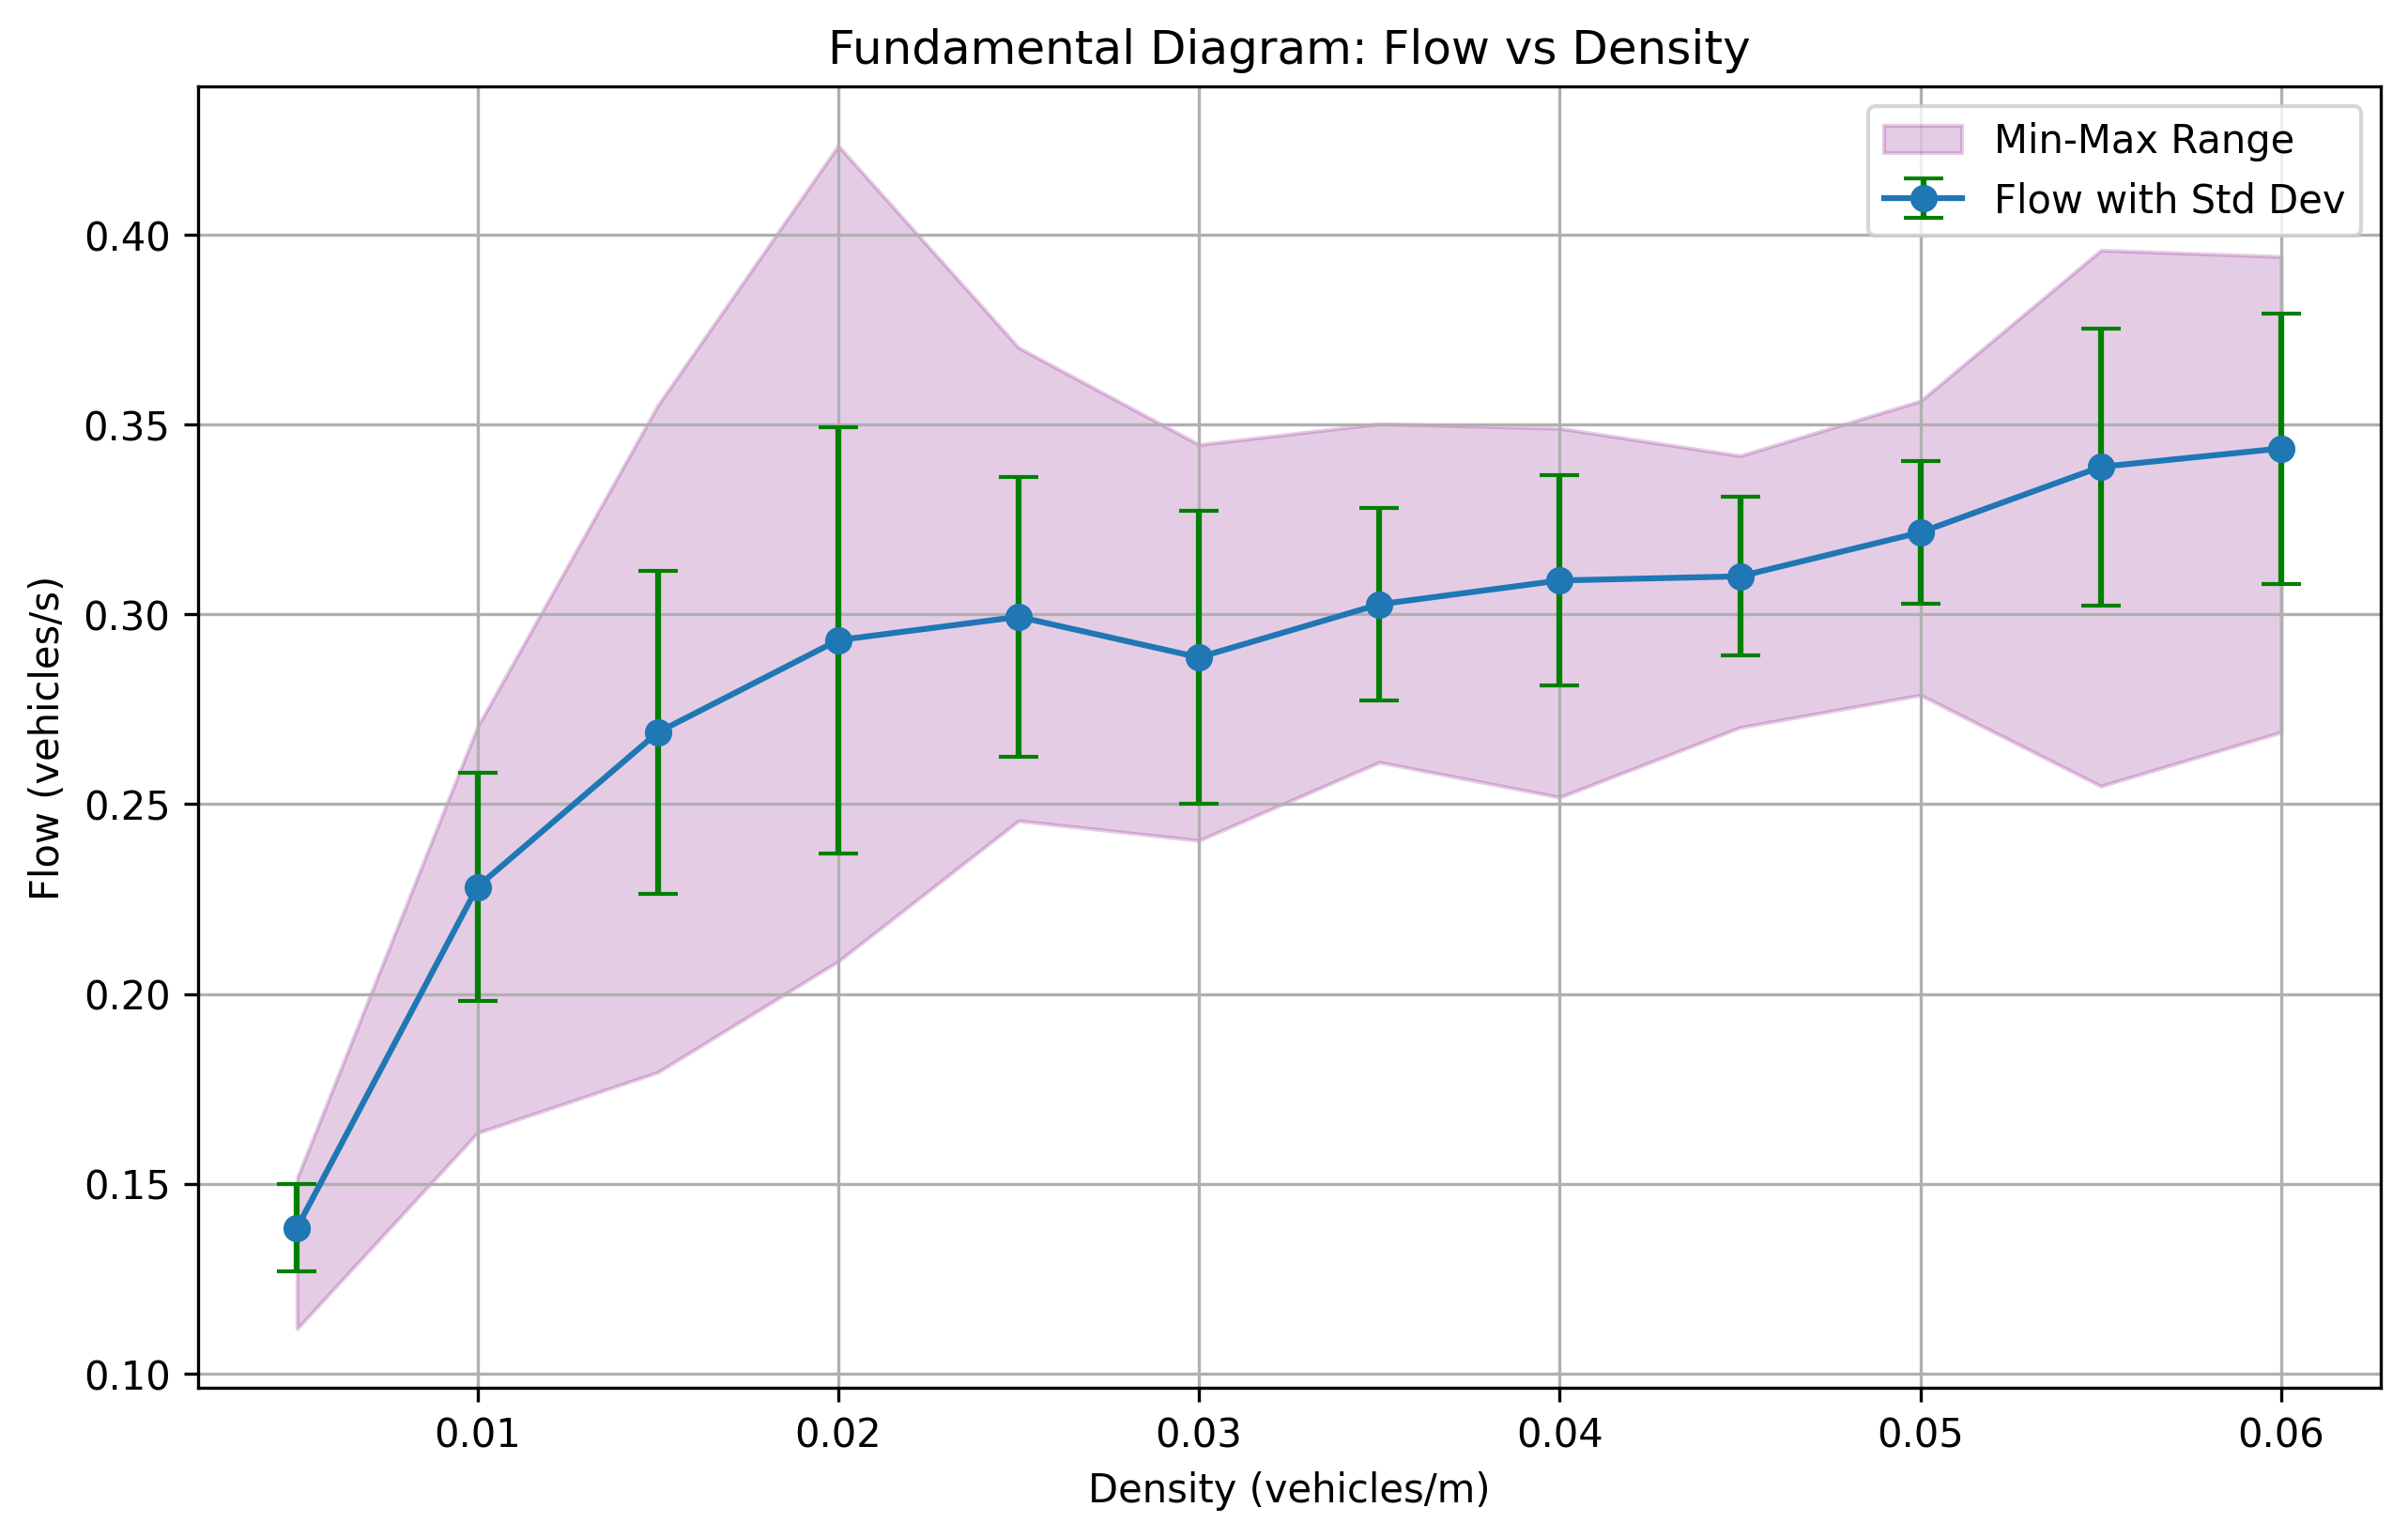 Fundamental Diagram: Flow vs Density
Min-Max Range
Flow with Std Dev
Flow (vehicles/s)
0.40
0.35
0.30
0.25
0.20
0.15
0.10
0.01 0.02 0.03 0.04 0.05 0.06
Density (vehicles/m)